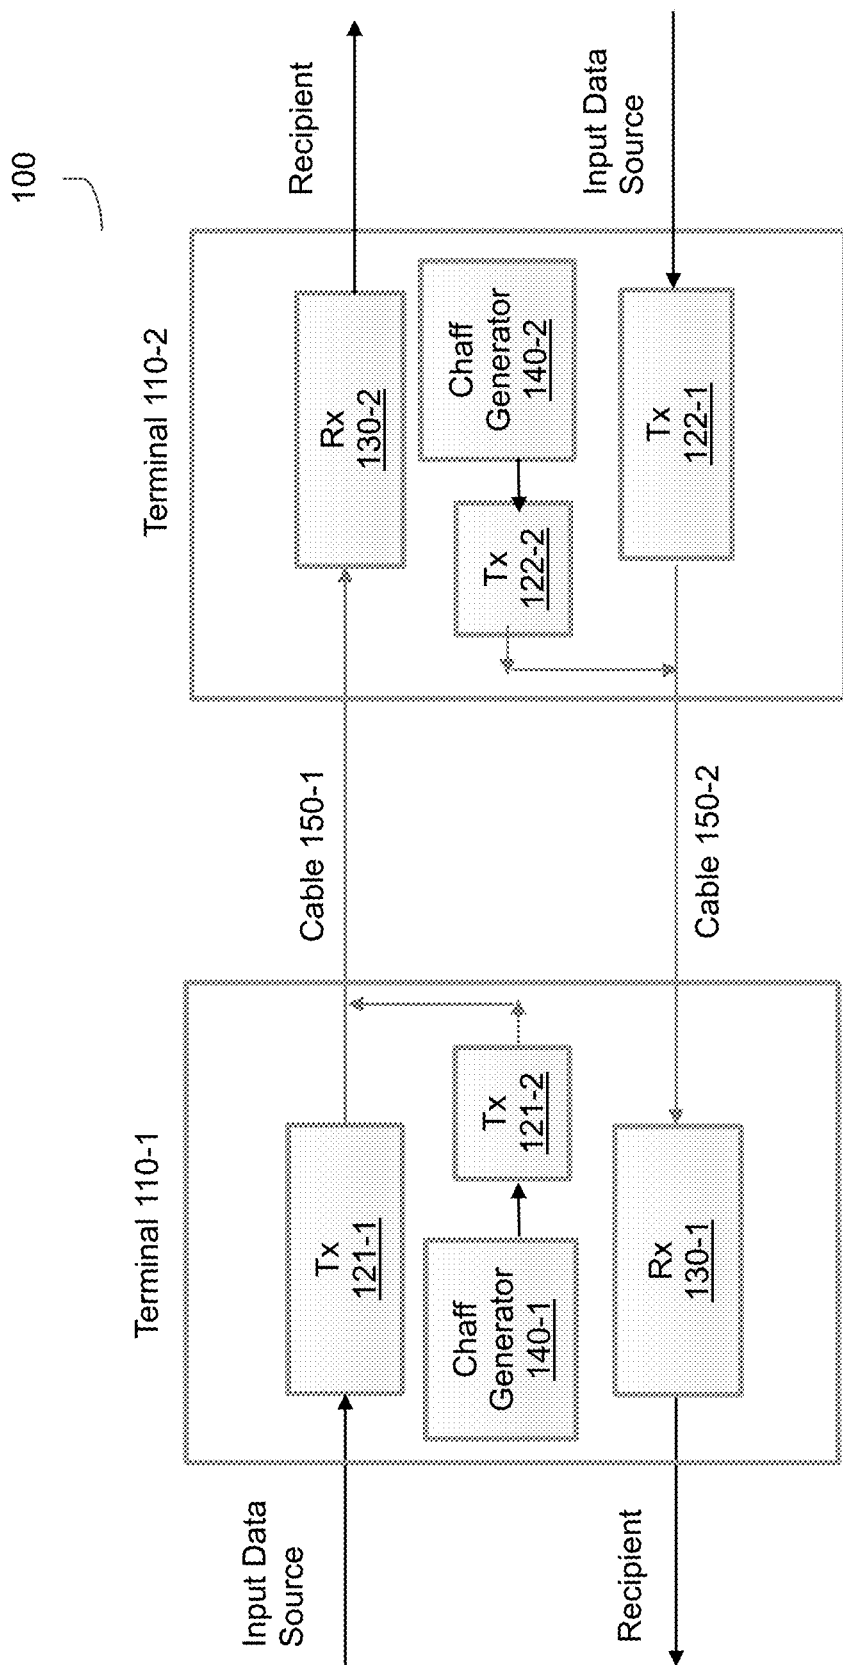 100
Terminal 110-1
Terminal 110-2
Input Data
Source
Tx
121-1
Cable 150-1
Rx
130-2
Recipient
Chaff
Generator
140-1
Tx
121-2
Tx
122-2
Chaff
Generator
140-2
Recipient
Rx
130-1
Cable 150-2
Tx
122-1
Input Data
Source